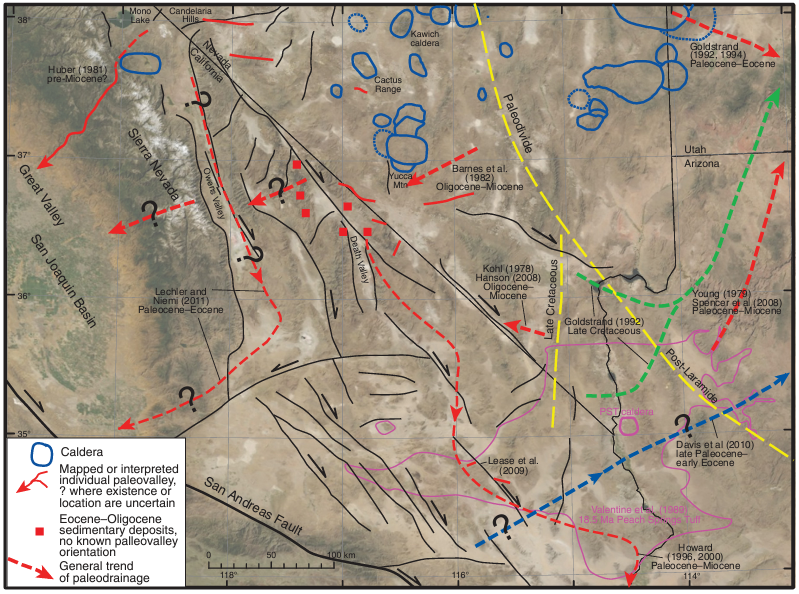 38°
Mono
Lake
Candelaria
Hills
Nevada
California
Kawich
caldera
Goldstrand
(1992, 1994)
Paleocene–Eocene
Huber (1981)
pre-Miocene?
Cactus
Range
Paleodivide
?
37°
Utah
Arizona
Sierra Nevada
Great Valley
Owens Valley
Yucca
Mtn
Barnes et al.
(1982)
Oligocene–Miocene
?
?
San Joaquin Basin
Death Valley
?
Kohl (1978)
Hanson (2008)
Oligocene–
Miocene
Late Cretaceous
36°
Lechler and
Niemi (2011)
Paleocene–Eocene
Young (1979)
Spencer et al (2008)
Paleocene–Miocene
Goldstrand (1992)
Late Cretaceous
Post-Laramide
?
PST caldera
?
35°
Davis et al (2010)
late Paleocene–
early Eocene
Caldera
Mapped or interpreted
individual paleovalley,
? where existence or
location are uncertain
Eocene–Oligocene
sedimentary deposits,
no known palleovalley
orientation
General trend
of paleodrainage
Lease et al.
(2009)
San Andreas Fault
?
Valentine et al. (1989)
18.5 Ma Peach Springs Tuff
Howard
(1996, 2000)
Paleocene–Miocene
0 50 100 km
118°
116°
114°